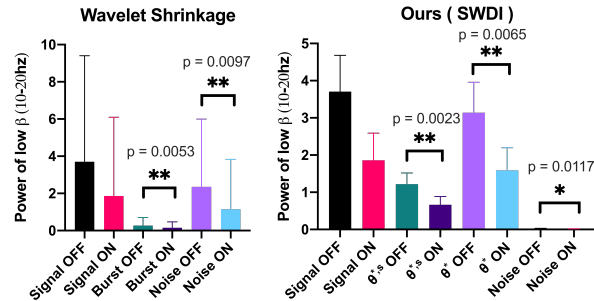 Wavelet Shrinkage
Power of low β (10-20hz)
10
8
6
4
2
0
p = 0.0053
**
p = 0.0097
**
Signal OFF
Signal ON
Burst OFF
Burst ON
Noise OFF
Noise ON
Ours ( SWDI )
Power of low β (10-20hz)
5
4
3
2
1
0
p = 0.0023
**
p = 0.0065
**
p = 0.0117
*
Signal OFF
Signal ON
θ*,s OFF
θ*,s ON
θ* OFF
θ* ON
Noise OFF
Noise ON